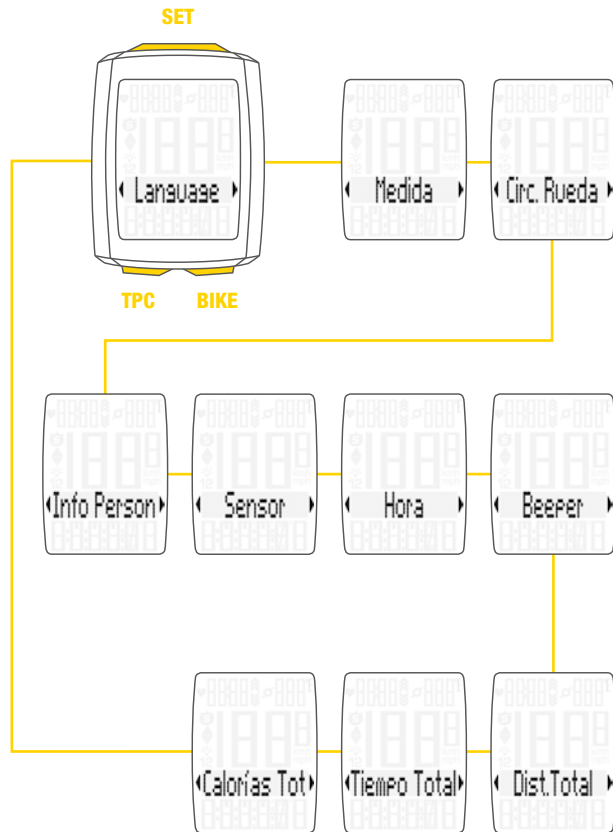 SET
Language
Medida
Circ. Rueda
TPC
BIKE
Info Person
Sensor
Hora
Beeper
Calorías Tot
Tiempo Total
Dist.Total